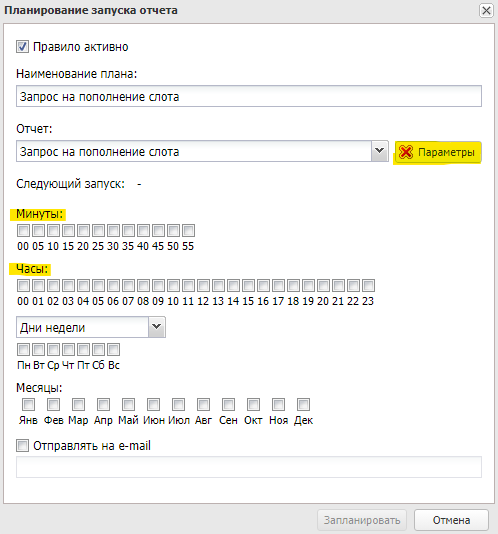 Планирование запуска отчета
Правило активно
Наименование плана:
Запрос на пополнение слота
Отчет:
Запрос на пополнение слота
Параметры
Следующий запуск: -
Минуты:
00 05 10 15 20 25 30 35 40 45 50 55
Часы:
00 01 02 03 04 05 06 07 08 09 10 11 12 13 14 15 16 17 18 19 20 21 22 23
Дни недели
Пн Вт Ср Чт Пт Сб Вс
Месяцы:
Янв Фев Мар Апр Май Июн Июл Авг Сен Окт Ноя Дек
Отправлять на e-mail
Запланировать Отмена